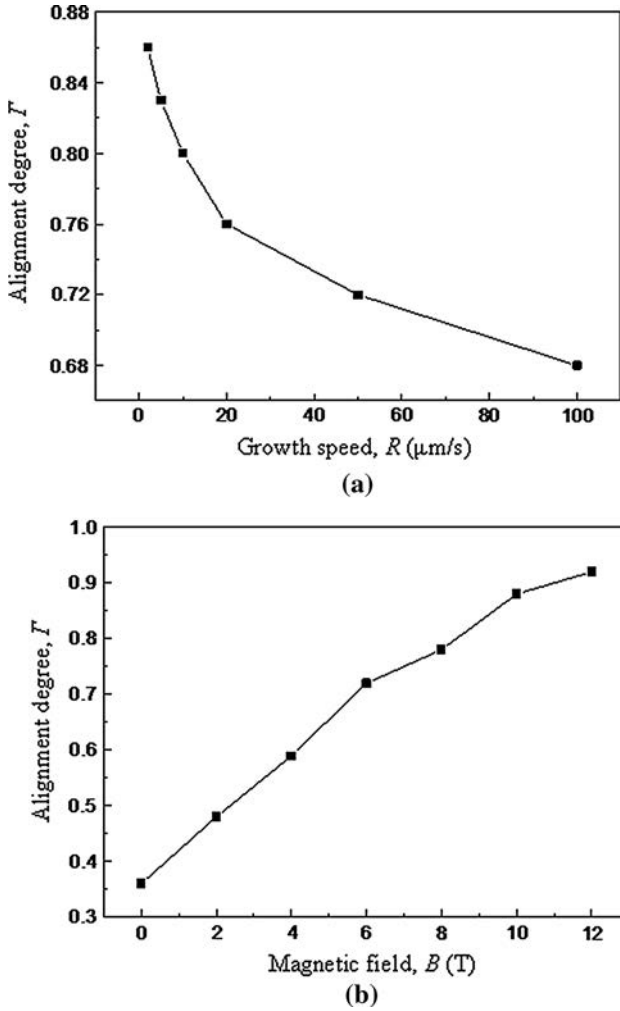 0.88
0.84
0.80
0.76
0.72
0.68
Alignment degree, Γ
0 20 40 60 80 100
Growth speed, R (μm/s)
(a)
1.0
0.9
0.8
0.7
0.6
0.5
0.4
0.3
Alignment degree, Γ
0 2 4 6 8 10 12
Magnetic field, B (T)
(b)